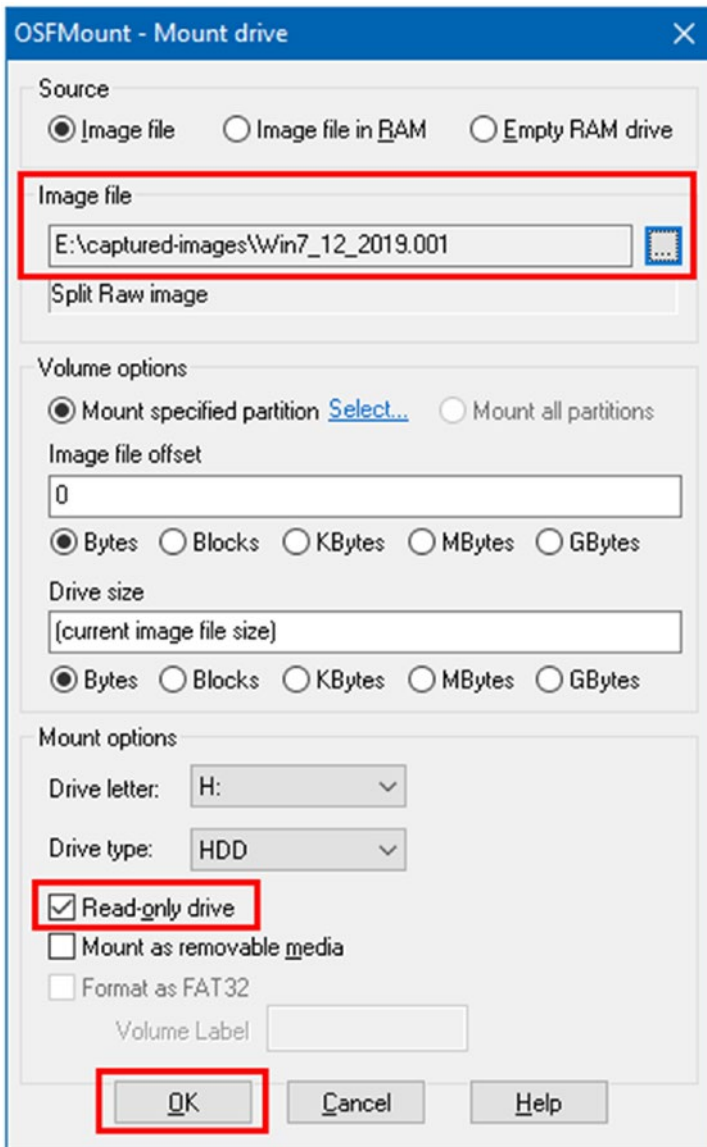 OSFMount - Mount drive
Source
Image file Image file in RAM Empty RAM drive
Image file
E:\captured-images\Win7_12_2019.001 ...
Split Raw image
Volume options
Mount specified partition Select... Mount all partitions
Image file offset
0
Bytes Blocks KBytes MBytes GBytes
Drive size
(current image file size)
Bytes Blocks KBytes MBytes GBytes
Mount options
Drive letter: H:
Drive type: HDD
Read-only drive
Mount as removable media
Format as FAT32
Volume Label
OK Cancel Help